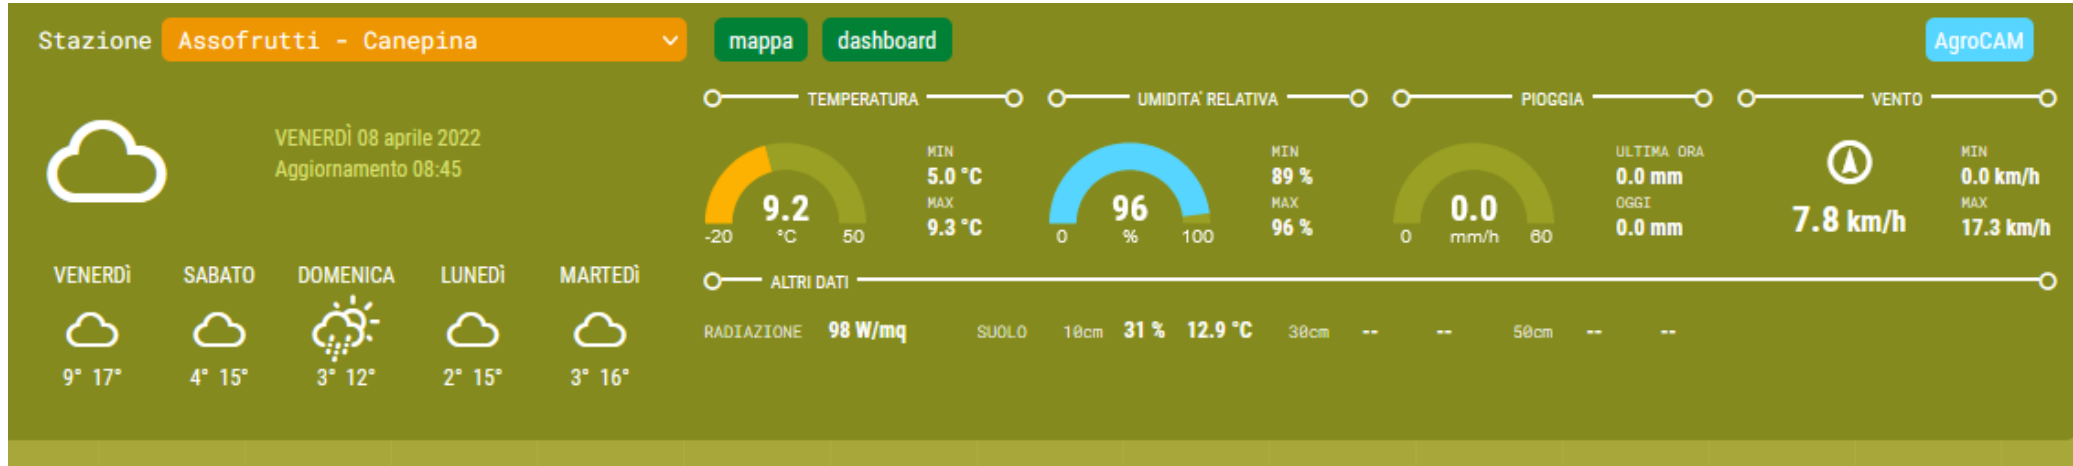 Stazione Assofrutti - Canepina mappa dashboard AgroCAM
VENERDÌ 08 aprile 2022
Aggiornamento 08:45
VENERDÌ SABATO DOMENICA LUNEDÌ MARTEDÌ
9° 17° 4° 15° 3° 12° 2° 15° 3° 16°
TEMPERATURA
9.2
°C
-20 50
MIN
5.0 °C
MAX
9.3 °C
UMIDITA' RELATIVA
96
%
0 100
MIN
89 %
MAX
96 %
PIOGGIA
0.0
mm/h
0 60
ULTIMA ORA
0.0 mm
OGGI
0.0 mm
VENTO
7.8 km/h
MIN
0.0 km/h
MAX
17.3 km/h
ALTRI DATI
RADIAZIONE 98 W/mq SUOLO 10cm 31 % 12.9 °C 30cm -- -- 50cm -- --